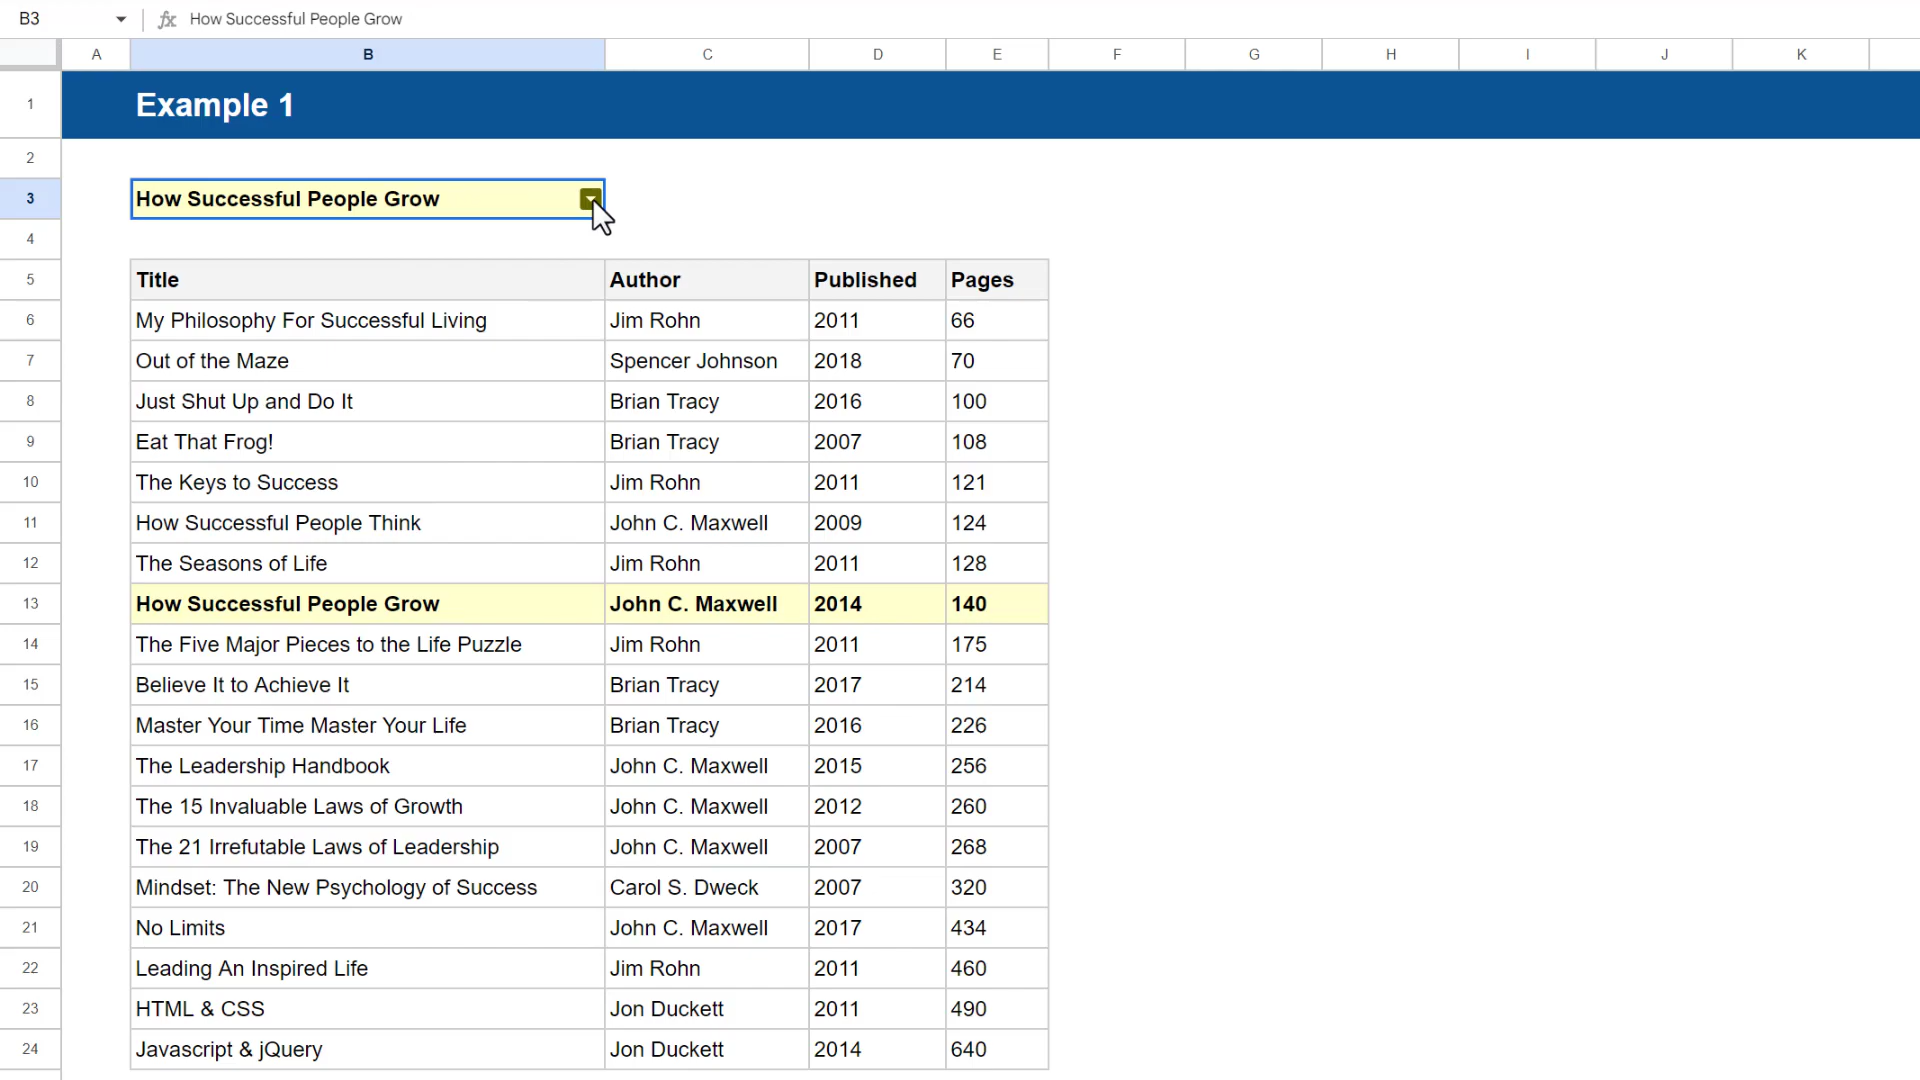 B3 fx How Successful People Grow
A B C D E F G H I J K
1 Example 1
2
3 How Successful People Grow
4
5 Title Author Published Pages
6 My Philosophy For Successful Living Jim Rohn 2011 66
7 Out of the Maze Spencer Johnson 2018 70
8 Just Shut Up and Do It Brian Tracy 2016 100
9 Eat That Frog! Brian Tracy 2007 108
10 The Keys to Success Jim Rohn 2011 121
11 How Successful People Think John C. Maxwell 2009 124
12 The Seasons of Life Jim Rohn 2011 128
13 How Successful People Grow John C. Maxwell 2014 140
14 The Five Major Pieces to the Life Puzzle Jim Rohn 2011 175
15 Believe It to Achieve It Brian Tracy 2017 214
16 Master Your Time Master Your Life Brian Tracy 2016 226
17 The Leadership Handbook John C. Maxwell 2015 256
18 The 15 Invaluable Laws of Growth John C. Maxwell 2012 260
19 The 21 Irrefutable Laws of Leadership John C. Maxwell 2007 268
20 Mindset: The New Psychology of Success Carol S. Dweck 2007 320
21 No Limits John C. Maxwell 2017 434
22 Leading An Inspired Life Jim Rohn 2011 460
23 HTML & CSS Jon Duckett 2011 490
24 Javascript & jQuery Jon Duckett 2014 640